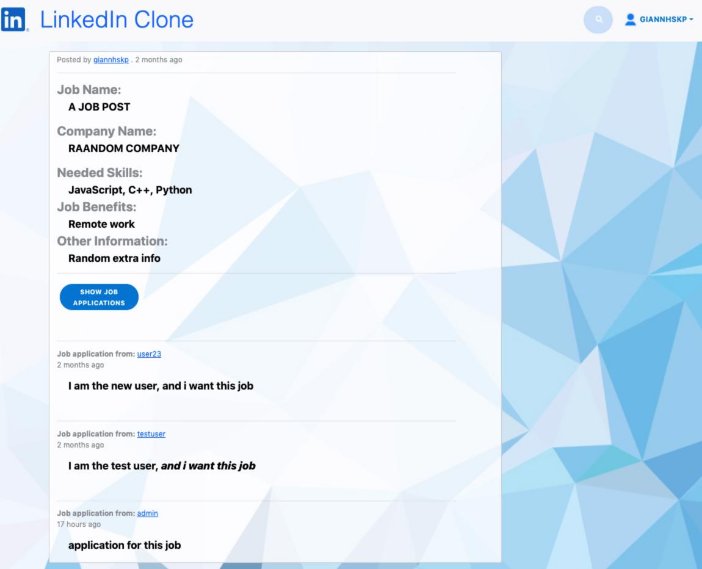 in LinkedIn Clone
GIANNHSKP
Posted by giannhskp . 2 months ago
Job Name:
A JOB POST
Company Name:
RAANDOM COMPANY
Needed Skills:
JavaScript, C++, Python
Job Benefits:
Remote work
Other Information:
Random extra info
SHOW JOB
APPLICATIONS
Job application from: user23
2 months ago
I am the new user, and i want this job
Job application from: testuser
2 months ago
I am the test user, and i want this job
Job application from: admin
17 hours ago
application for this job